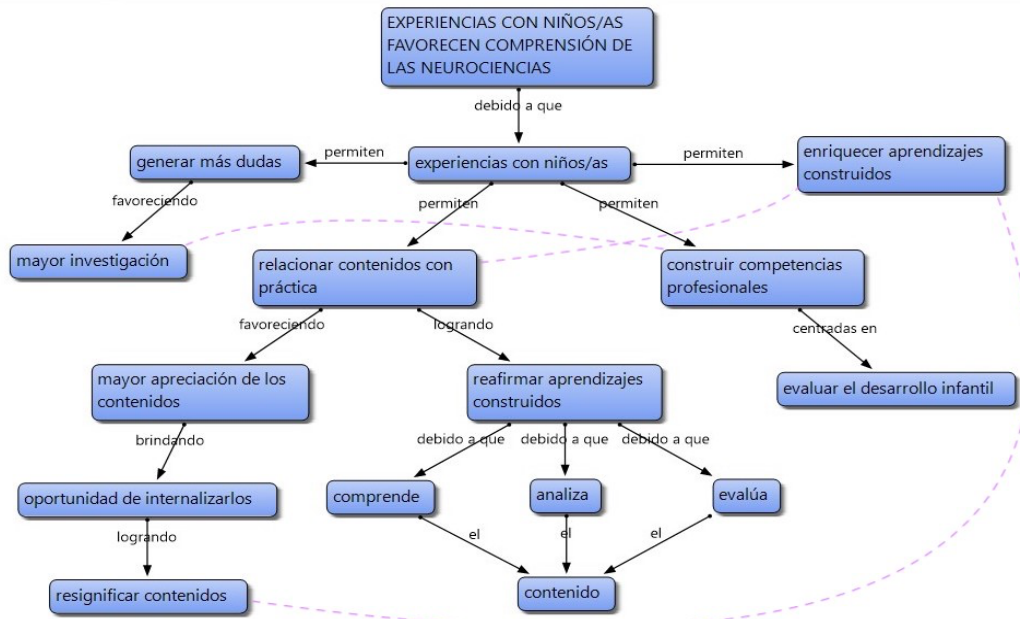 EXPERIENCIAS CON NIÑOS/AS
FAVORECEN COMPRENSIÓN DE
LAS NEUROCIENCIAS
debido a que
generar más dudas
permiten
experiencias con niños/as
permiten
enriquecer aprendizajes
construidos
favoreciendo
permiten
permiten
mayor investigación
relacionar contenidos con
práctica
construir competencias
profesionales
favoreciendo
logrando
centradas en
mayor apreciación de los
contenidos
reafirmar aprendizajes
construidos
evaluar el desarrollo infantil
brindando
debido a que
debido a que
debido a que
oportunidad de internalizarlos
comprende
analiza
evalúa
logrando
el
el
el
resignificar contenidos
contenido